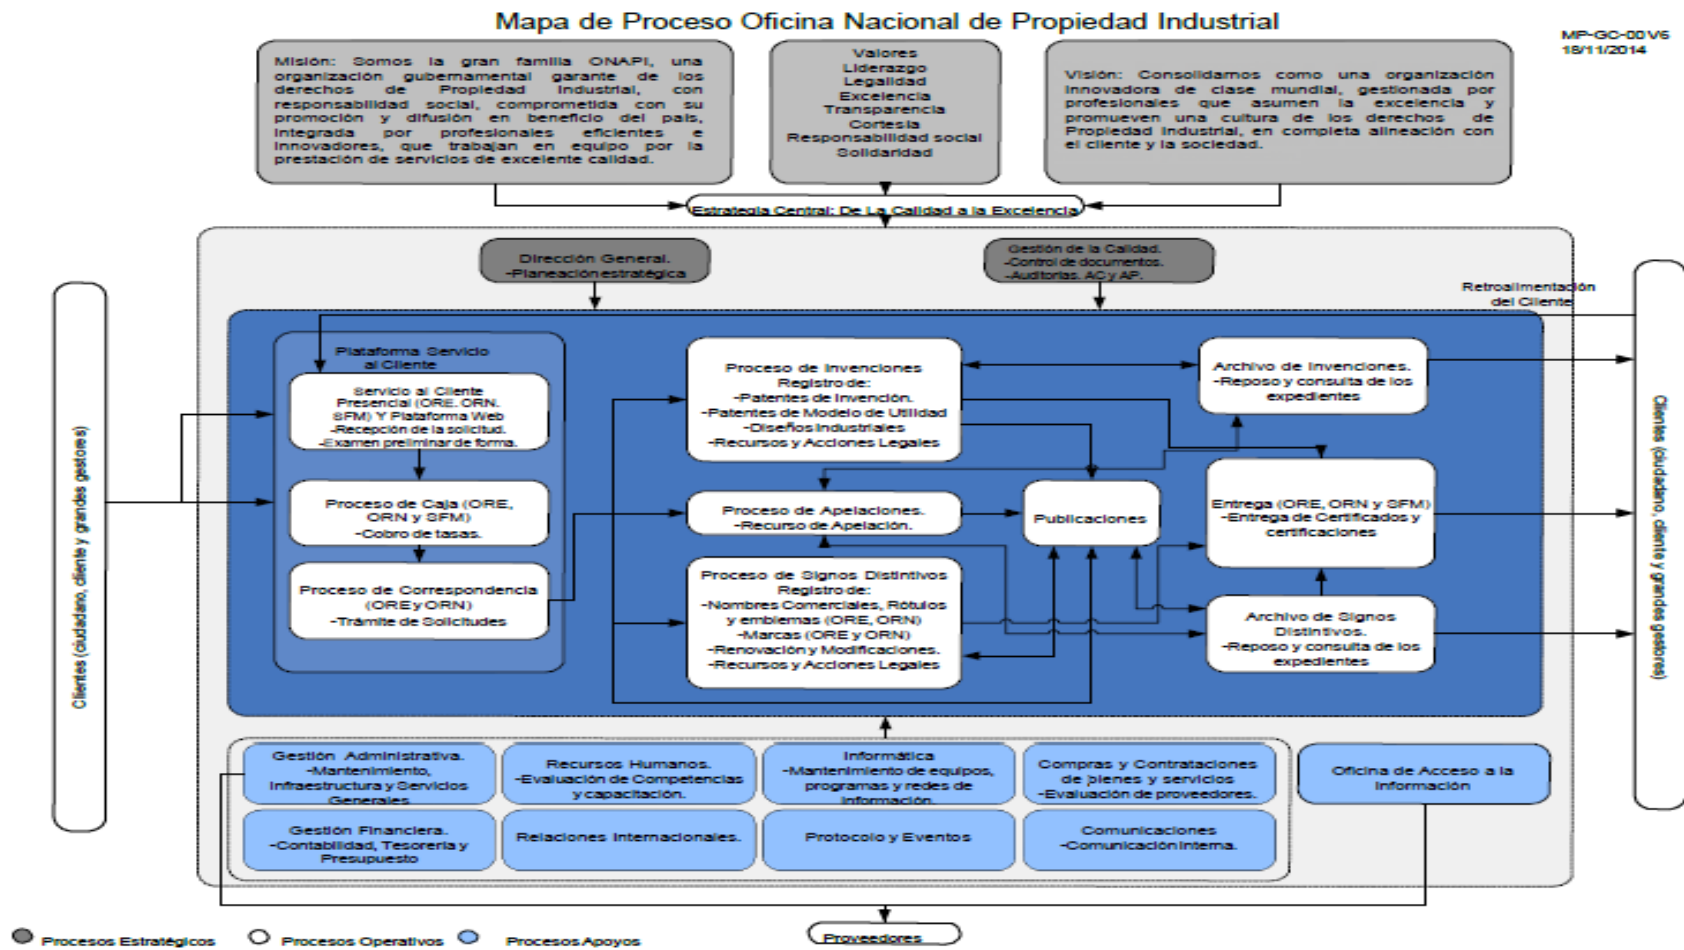 Mapa de Proceso Oficina Nacional de Propiedad Industrial
MP-GC-00 V6
18/11/2014
Misión: Somos la gran familia ONAPI, una
organización gubernamental garante de los
derechos de Propiedad Industrial, con
responsabilidad social, comprometida con su
promoción y difusión en beneficio del país,
integrada por profesionales eficientes e
innovadores, que trabajan en equipo por la
prestación de servicios de excelente calidad.
Valores
Liderazgo
Legalidad
Excelencia
Transparencia
Cortesía
Responsabilidad social
Solidaridad
Visión: Consolidarnos como una organización
innovadora de clase mundial, gestionada por
profesionales que asumen la excelencia y
promueven una cultura de los derechos de
Propiedad Industrial, en completa alineación con
el cliente y la sociedad.
Estrategia Central: De La Calidad a la Excelencia
Dirección General.
-Planeación estratégica
Gestión de la Calidad.
-Control de documentos.
-Auditorias. AC y AP.
Retroalimentación
del Cliente
Clientes (ciudadano, cliente y grandes gestores)
Plataforma Servicio
al Cliente
Servicio al Cliente
Presencial (ORE. ORN.
SFM) Y Plataforma Web
-Recepción de la solicitud.
-Examen preliminar de forma.
Proceso de Caja (ORE,
ORN y SFM)
-Cobro de tasas.
Proceso de Correspondencia
(ORE y ORN)
-Trámite de Solicitudes
Proceso de Invenciones
Registro de:
-Patentes de Invención.
-Patentes de Modelo de Utilidad
-Diseños Industriales
-Recursos y Acciones Legales
Proceso de Apelaciones.
-Recurso de Apelación.
Proceso de Signos Distintivos
Registro de:
-Nombres Comerciales, Rótulos
y emblemas (ORE, ORN)
-Marcas (ORE y ORN)
-Renovación y Modificaciones.
-Recursos y Acciones Legales
Publicaciones
Archivo de Invenciones.
-Reposo y consulta de los
expedientes
Entrega (ORE, ORN y SFM)
-Entrega de Certificados y
certificaciones
Archivo de Signos
Distintivos.
-Reposo y consulta de los
expedientes
Clientes (ciudadano, cliente y grandes gestores)
Gestión Administrativa.
-Mantenimiento,
Infraestructura y Servicios
Generales
Recursos Humanos.
-Evaluación de Competencias
y capacitación.
Informática
-Mantenimiento de equipos,
programas y redes de
información.
Compras y Contrataciones
de bienes y servicios
-Evaluación de proveedores.
Oficina de Acceso a la
Información
Gestión Financiera.
-Contabilidad, Tesorería y
Presupuesto
Relaciones Internacionales.
Protocolo y Eventos
Comunicaciones
-Comunicación Interna.
Proveedores
Procesos Estratégicos
Procesos Operativos
Procesos Apoyos